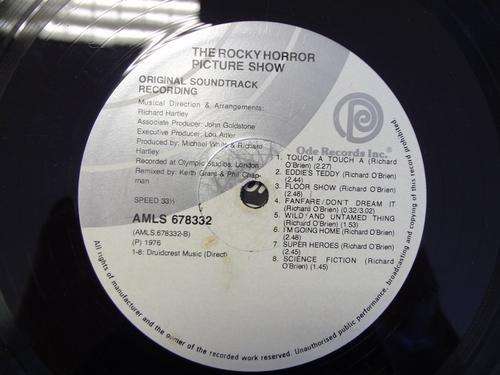 THE ROCKY HORROR
PICTURE SHOW
ORIGINAL SOUNDTRACK
RECORDING
Musical Direction & Arrangements:
Richard Hartley
Associate Producer: John Goldstone
Executive Producer: Lou Adler
Produced by: Michael White & Richard
Hartley
Recorded at Olympic Studios, London
Remixed by: Keith Grant & Phil Chap-
man
SPEED 33⅓
AMLS 678332
(AMLS.678332-B)
(P) 1976
1-8: Druidcrest Music (Direct)
Ode Records Inc.®
1. TOUCH A TOUCH A (Richard
O'Brien) (2.27)
2. EDDIE'S TEDDY (Richard O'Brien)
(2.44)
3. FLOOR SHOW (Richard O'Brien)
(2.46)
4. FANFARE/DON'T DREAM IT
(Richard O'Brien) (0.32/3.02)
5. WILD AND UNTAMED THING
(Richard O'Brien) (1.53)
6. I'M GOING HOME (Richard O'Brien)
(2.48)
7. SUPER HEROES (Richard O'Brien)
(2.45)
8. SCIENCE FICTION (Richard
O'Brien) (1.45)
All rights of manufacturer and the owner of the recorded work reserved. Unauthorised public performance, broadcasting and copying of this record prohibited